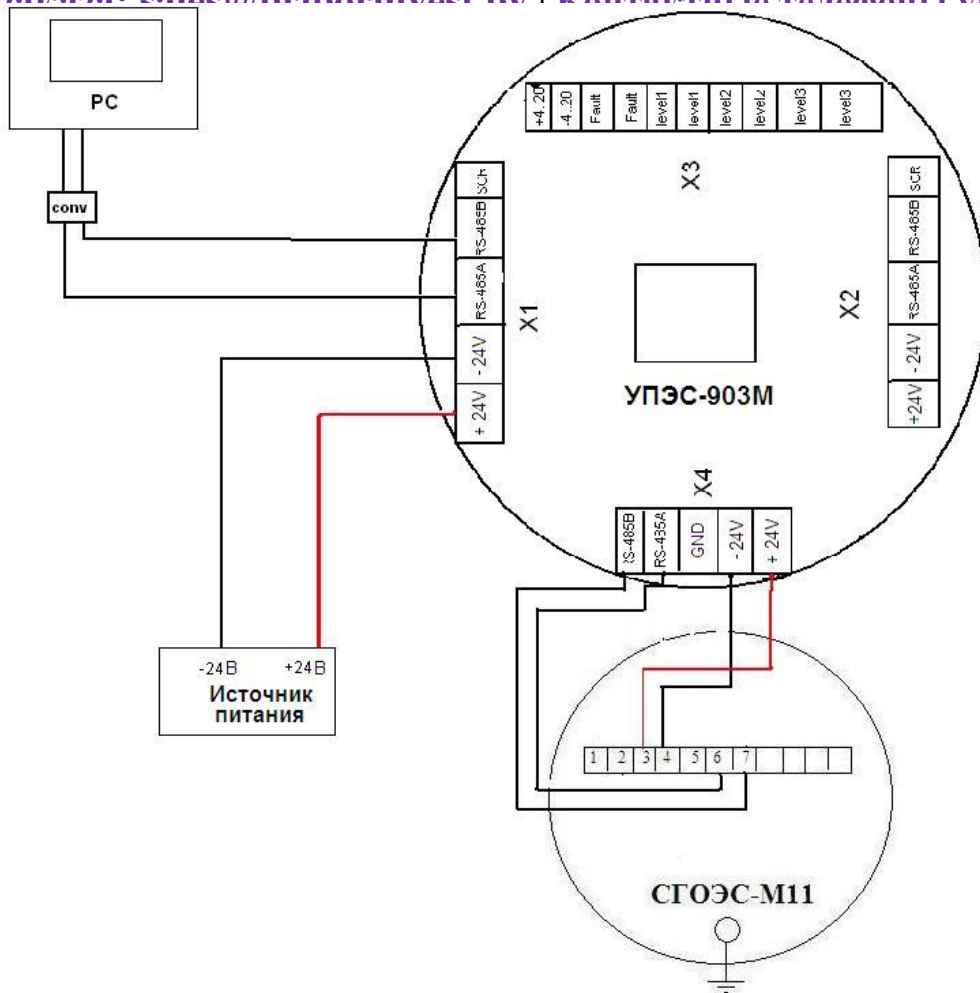 PC
conv
+4..20
-4..20
Fault
Fault
level1
level1
level2
level2
level3
level3
X3
SCR
RS-485B
RS-485A
-24V
+24V
X1
SCR
RS-485B
RS-485A
-24V
+24V
X2
УПЭС-903М
X4
RS-485B
RS-485A
GND
-24V
+24V
-24В +24В
Источник
питания
1 2 3 4 5 6 7
СГОЭС-М11